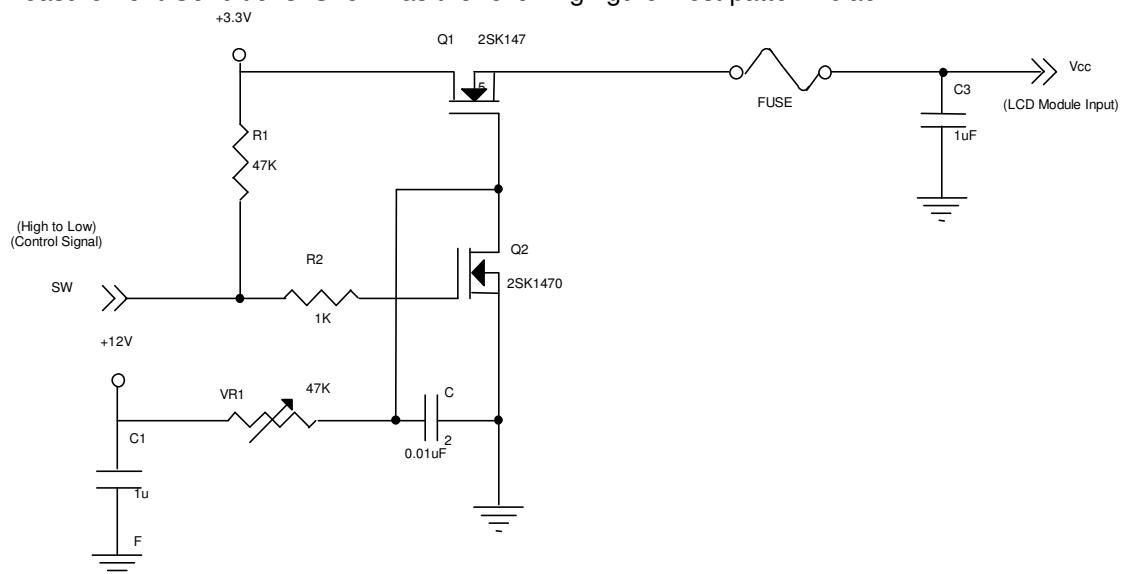 +3.3V
Q1 2SK147
5
Vcc
FUSE
C3
(LCD Module Input)
1uF
R1
47K
(High to Low)
(Control Signal)
Q2
R2
SW
2SK1470
1K
+12V
VR1
47K
C
C1
2
0.01uF
1u
F